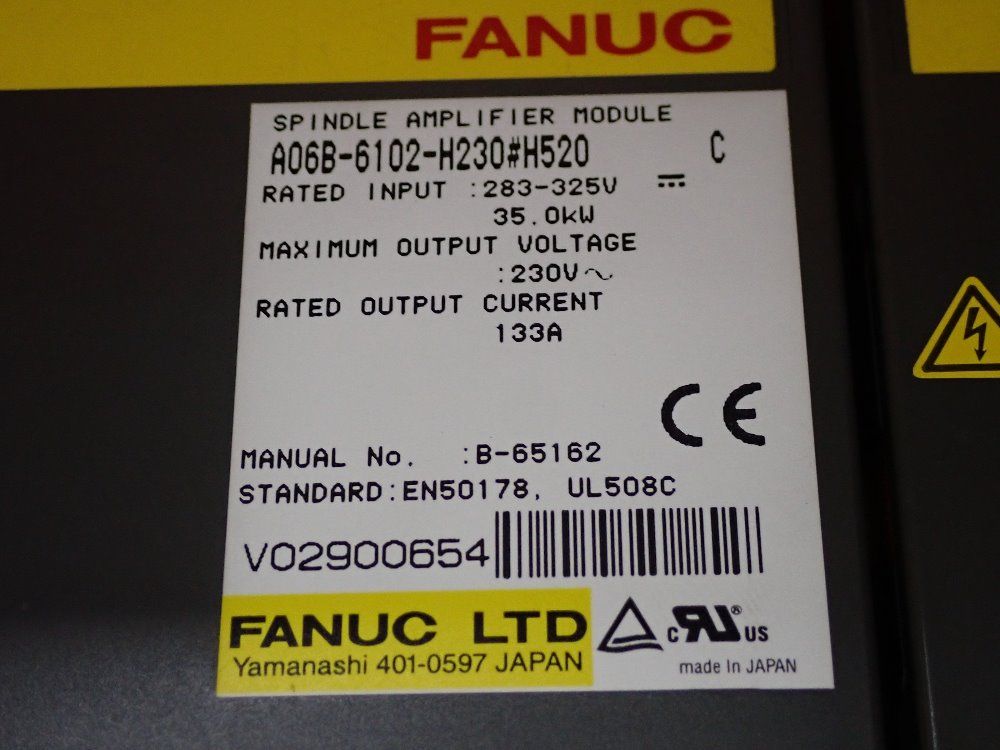 FANUC
SPINDLE AMPLIFIER MODULE
A06B-6102-H230#H520 C
RATED INPUT :283-325V ⎓
35.0kW
MAXIMUM OUTPUT VOLTAGE
:230V～
RATED OUTPUT CURRENT
133A
CE
MANUAL No. :B-65162
STANDARD:EN50178, UL508C
V02900654
FANUC LTD
Yamanashi 401-0597 JAPAN
c RU ® US
made In JAPAN